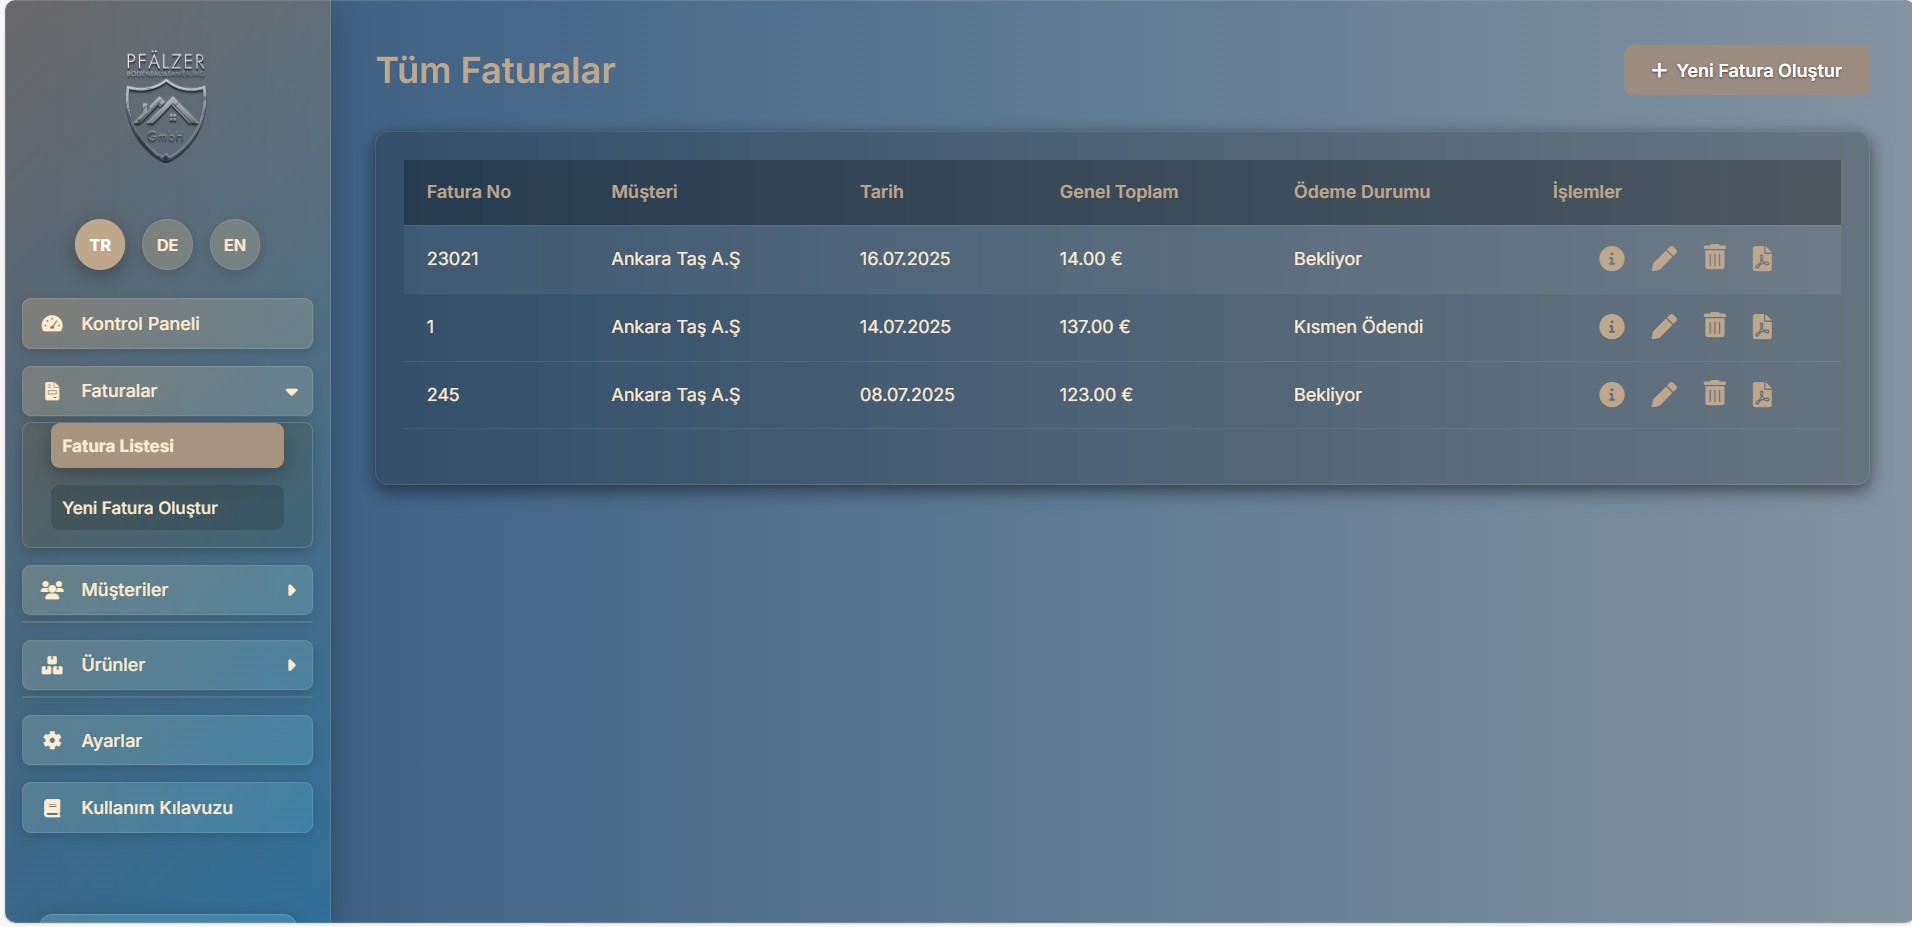 PFÄLZER
GmbH
TR DE EN
Kontrol Paneli
Faturalar
Fatura Listesi
Yeni Fatura Oluştur
Müşteriler
Ürünler
Ayarlar
Kullanım Kılavuzu
Tüm Faturalar
+ Yeni Fatura Oluştur
Fatura No Müşteri Tarih Genel Toplam Ödeme Durumu İşlemler
23021 Ankara Taş A.Ş 16.07.2025 14.00 € Bekliyor
1 Ankara Taş A.Ş 14.07.2025 137.00 € Kısmen Ödendi
245 Ankara Taş A.Ş 08.07.2025 123.00 € Bekliyor